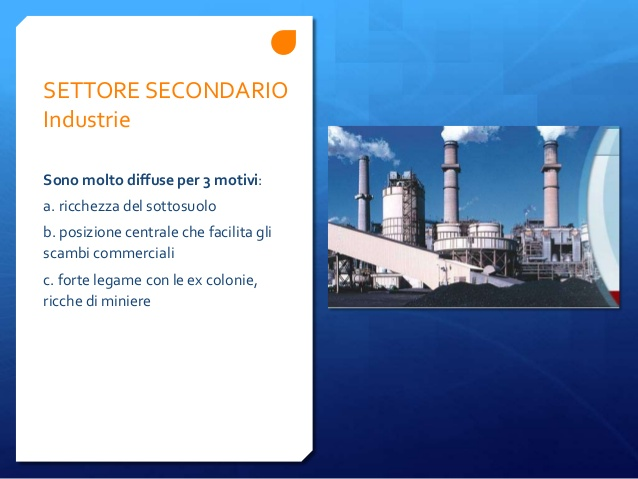 SETTORE SECONDARIO
Industrie
Sono molto diffuse per 3 motivi:
a. ricchezza del sottosuolo
b. posizione centrale che facilita gli
scambi commerciali
c. forte legame con le ex colonie,
ricche di miniere